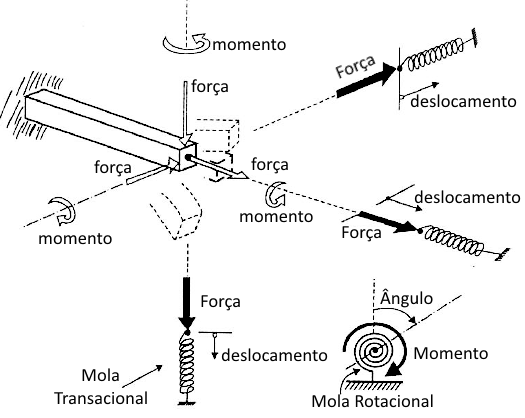 momento
Força
deslocamento
força
força
força
momento
momento
deslocamento
Força
Força
deslocamento
Mola
Transacional
Ângulo
Momento
Mola Rotacional